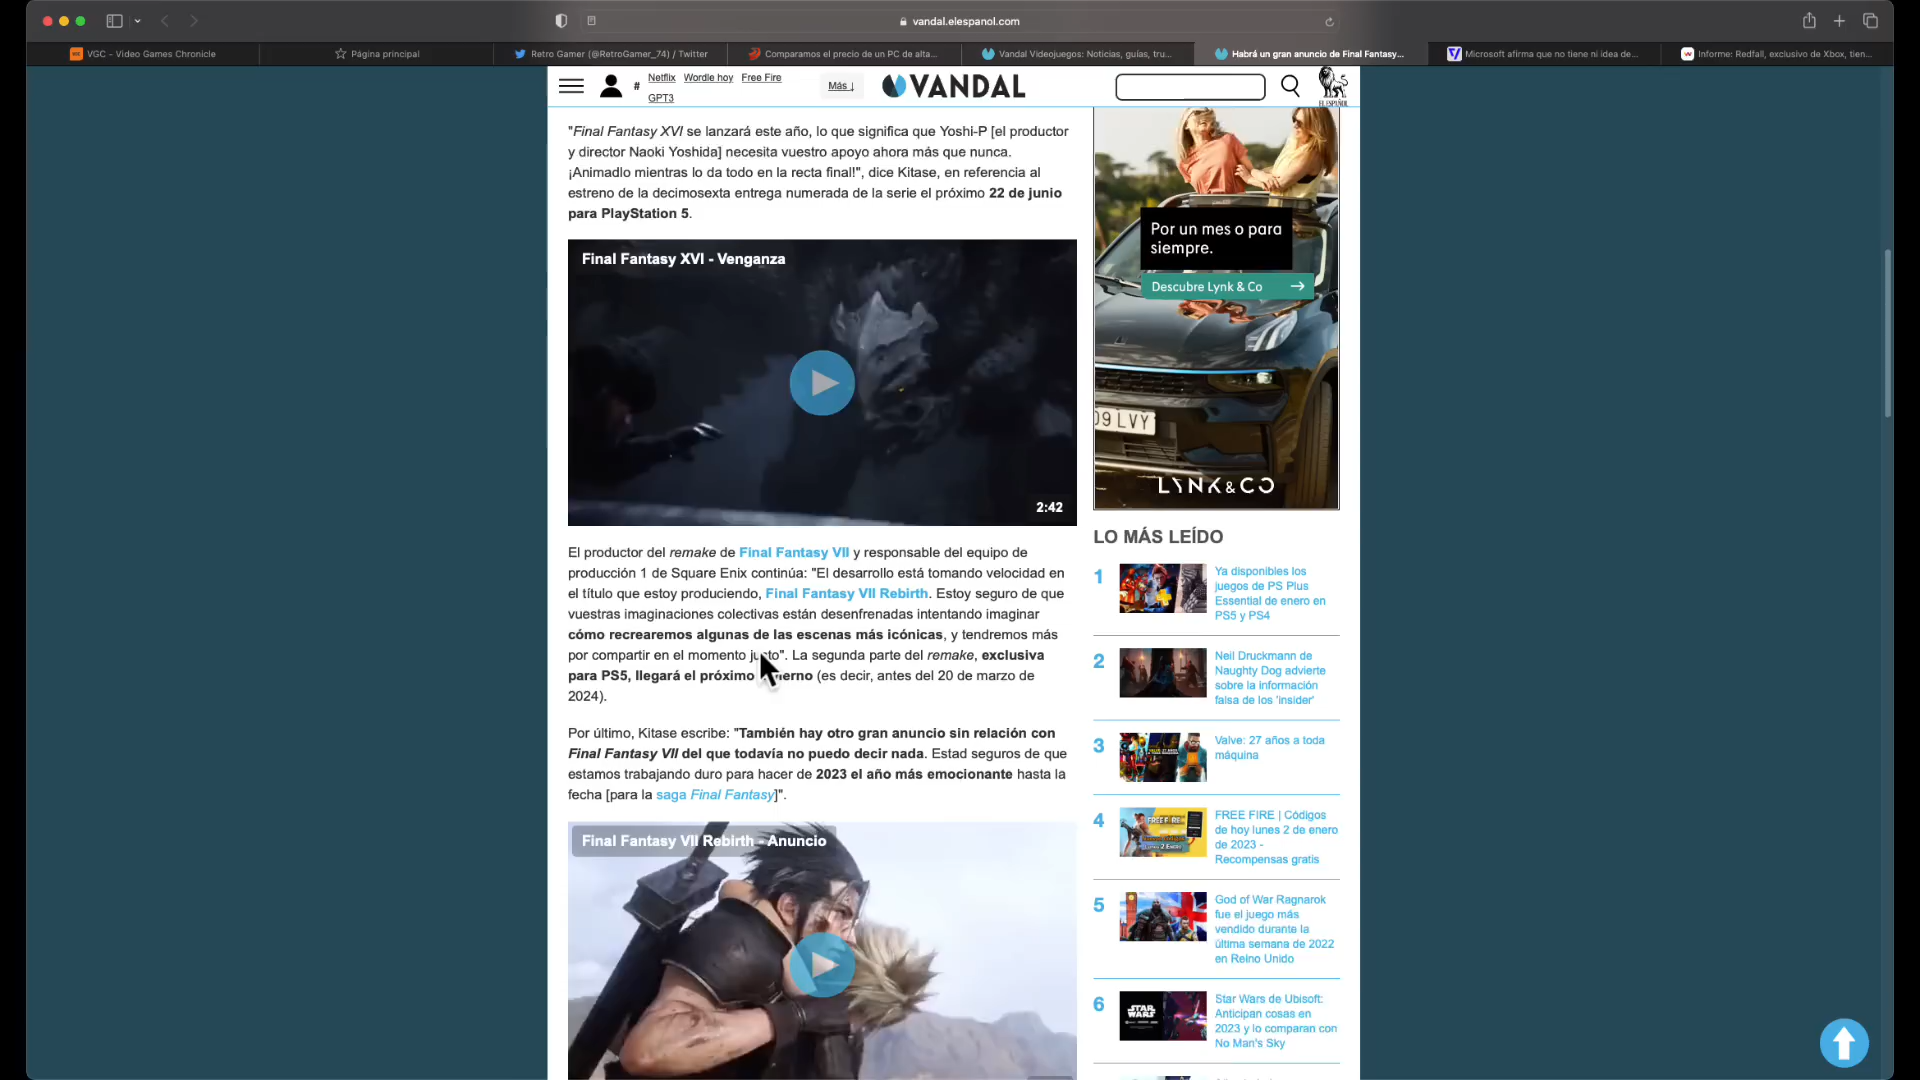 vandal.elespanol.com
VGC - Video Games Chronicle
Página principal
Retro Gamer (@RetroGamer_74) / Twitter
Comparamos el precio de un PC de alta...
Vandal Videojuegos: Noticias, guías, tru...
Habrá un gran anuncio de Final Fantasy...
Microsoft afirma que no tiene ni idea de...
Informe: Redfall, exclusivo de Xbox, tien...
# Netflix Wordle hoy Free Fire
GPT3
Más ↓
VANDAL
EL ESPAÑOL
"Final Fantasy XVI se lanzará este año, lo que significa que Yoshi-P [el productor
y director Naoki Yoshida] necesita vuestro apoyo ahora más que nunca.
¡Animadlo mientras lo da todo en la recta final!", dice Kitase, en referencia al
estreno de la decimosexta entrega numerada de la serie el próximo 22 de junio
para PlayStation 5.
Final Fantasy XVI - Venganza
2:42
El productor del remake de Final Fantasy VII y responsable del equipo de
producción 1 de Square Enix continúa: "El desarrollo está tomando velocidad en
el título que estoy produciendo, Final Fantasy VII Rebirth. Estoy seguro de que
vuestras imaginaciones colectivas están desenfrenadas intentando imaginar
cómo recrearemos algunas de las escenas más icónicas, y tendremos más
por compartir en el momento justo". La segunda parte del remake, exclusiva
para PS5, llegará el próximo invierno (es decir, antes del 20 de marzo de
2024).
Por último, Kitase escribe: "También hay otro gran anuncio sin relación con
Final Fantasy VII del que todavía no puedo decir nada. Estad seguros de que
estamos trabajando duro para hacer de 2023 el año más emocionante hasta la
fecha [para la saga Final Fantasy]".
Final Fantasy VII Rebirth - Anuncio
Por un mes o para
siempre.
Descubre Lynk & Co →
09 LVY
LYNK & CO
LO MÁS LEÍDO
1
Ya disponibles los
juegos de PS Plus
Essential de enero en
PS5 y PS4
2
Neil Druckmann de
Naughty Dog advierte
sobre la información
falsa de los 'insider'
3
Valve: 27 años a toda
máquina
4
FREE FIRE | Códigos
de hoy lunes 2 de enero
de 2023 -
Recompensas gratis
5
God of War Ragnarok
fue el juego más
vendido durante la
última semana de 2022
en Reino Unido
6
STAR WARS
Star Wars de Ubisoft:
Anticipan cosas en
2023 y lo comparan con
No Man's Sky